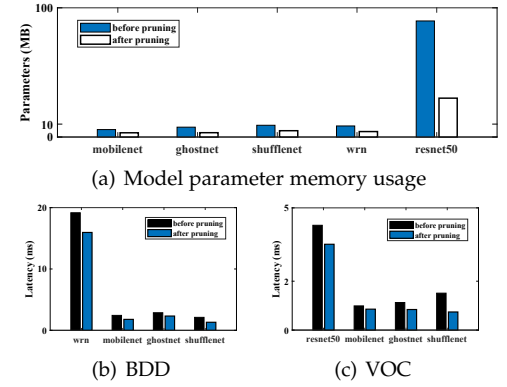 100
before pruning
after pruning
Parameters (MB)
10
0
mobilenet ghostnet shufflenet wrn resnet50
(a) Model parameter memory usage
20
before pruning
after pruning
Latency (ms)
10
0
wrn mobilenet ghostnet shufflenet
(b) BDD
5
before pruning
after pruning
Latency (ms)
2
0
resnet50 mobilenet ghostnet shufflenet
(c) VOC